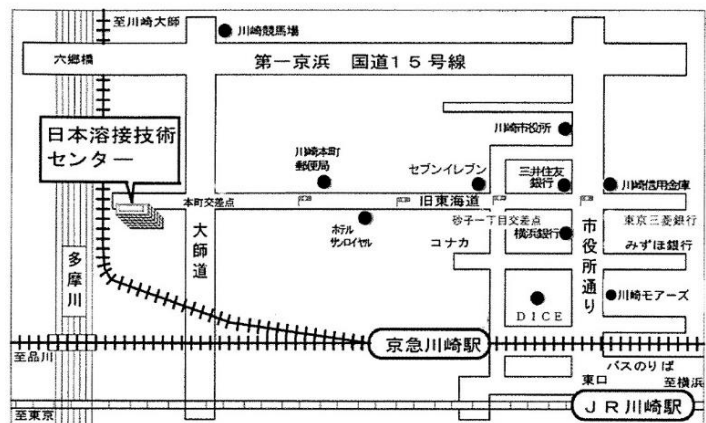 至川崎大師
川崎競馬場
六郷橋
第一京浜 国道15号線
日本溶接技術
センター
川崎市役所
川崎本町
郵便局
セブンイレブン
三井住友
銀行
川崎信用金庫
本町交差点
旧東海道
ホテル
サンロイヤル
砂子一丁目交差点
コナカ
横浜銀行
東京三菱銀行
みずほ銀行
大師道
市役所通り
多摩川
DICE
川崎モアーズ
京急川崎駅
至品川
バスのりば
東口
至横浜
至東京
JR川崎駅